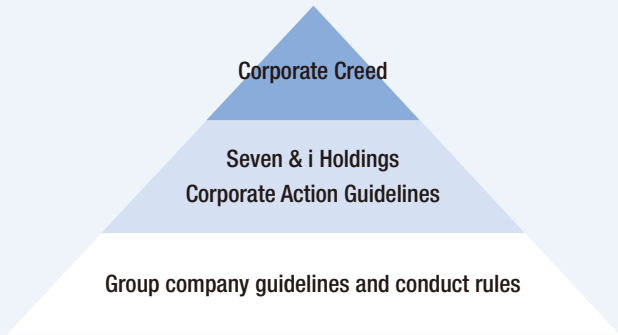 Corporate Creed
Seven & i Holdings
Corporate Action Guidelines
Group company guidelines and conduct rules